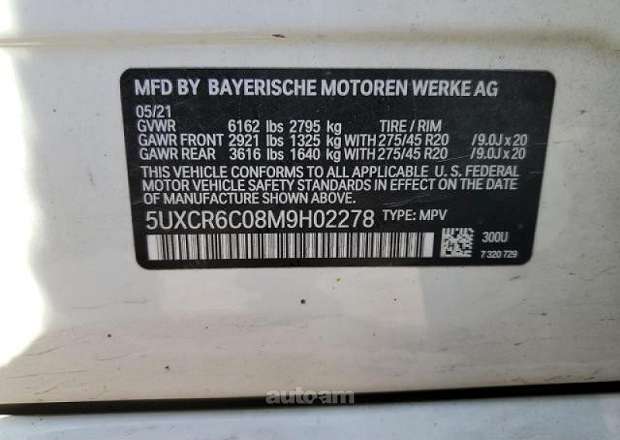 MFD BY BAYERISCHE MOTOREN WERKE AG
05/21
GVWR 6162 lbs 2795 kg TIRE / RIM
GAWR FRONT 2921 lbs 1325 kg WITH 275/45 R20 /9.0J x 20
GAWR REAR 3616 lbs 1640 kg WITH 275/45 R20 /9.0J x 20
THIS VEHICLE CONFORMS TO ALL APPLICABLE U. S. FEDERAL
MOTOR VEHICLE SAFETY STANDARDS IN EFFECT ON THE
DATE OF MANUFACTURE SHOWN ABOVE.
5UXCR6C08M9H02278 TYPE: MPV
300U
7 320 729
auto.am